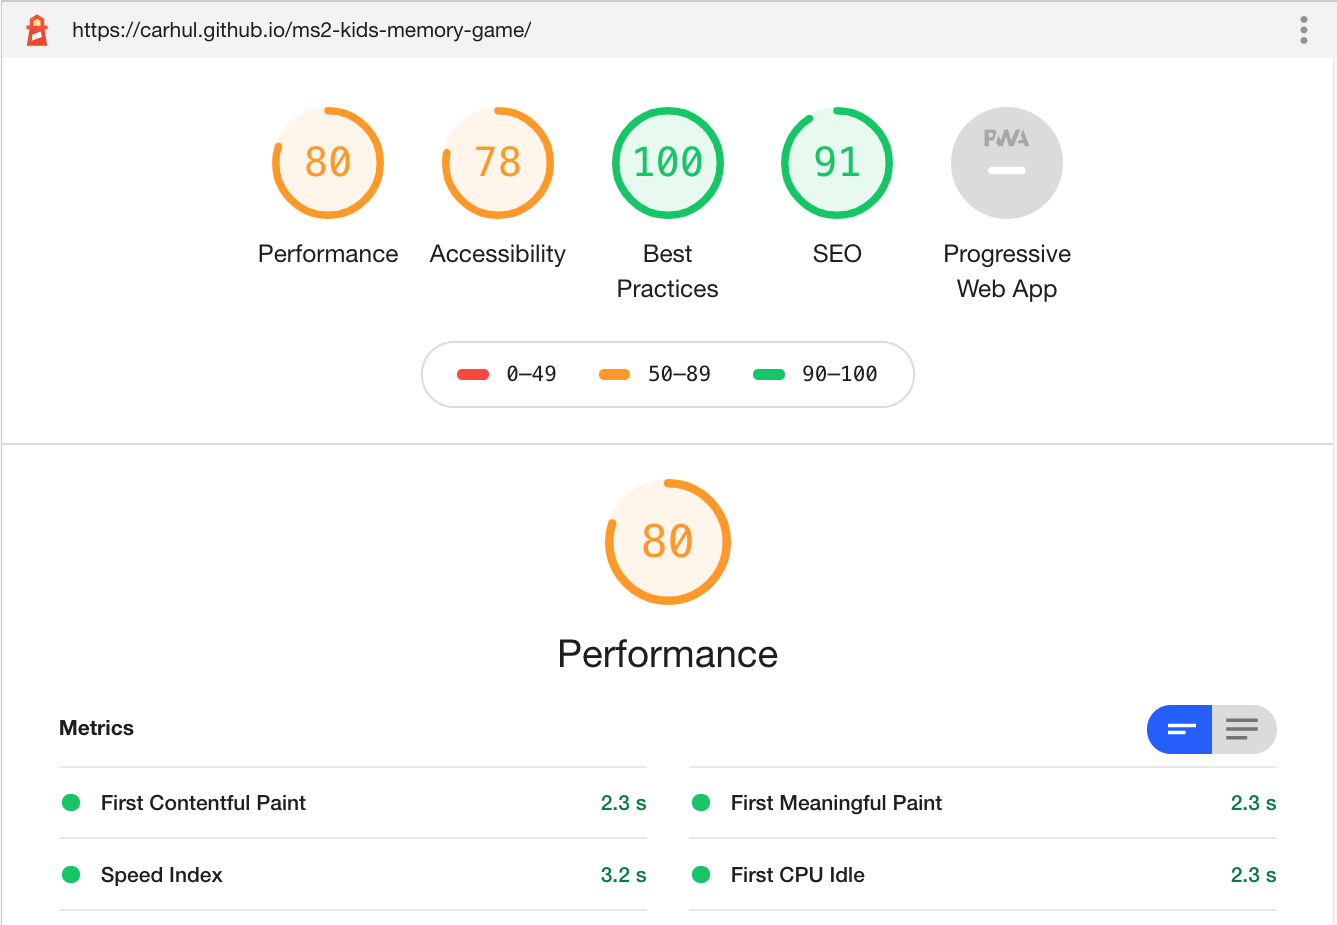 https://carhul.github.io/ms2-kids-memory-game/
80
78
100
91
PWA
Performance
Accessibility
Best
Practices
SEO
Progressive
Web App
0–49
50–89
90–100
80
Performance
Metrics
First Contentful Paint 2.3 s
First Meaningful Paint 2.3 s
Speed Index 3.2 s
First CPU Idle 2.3 s